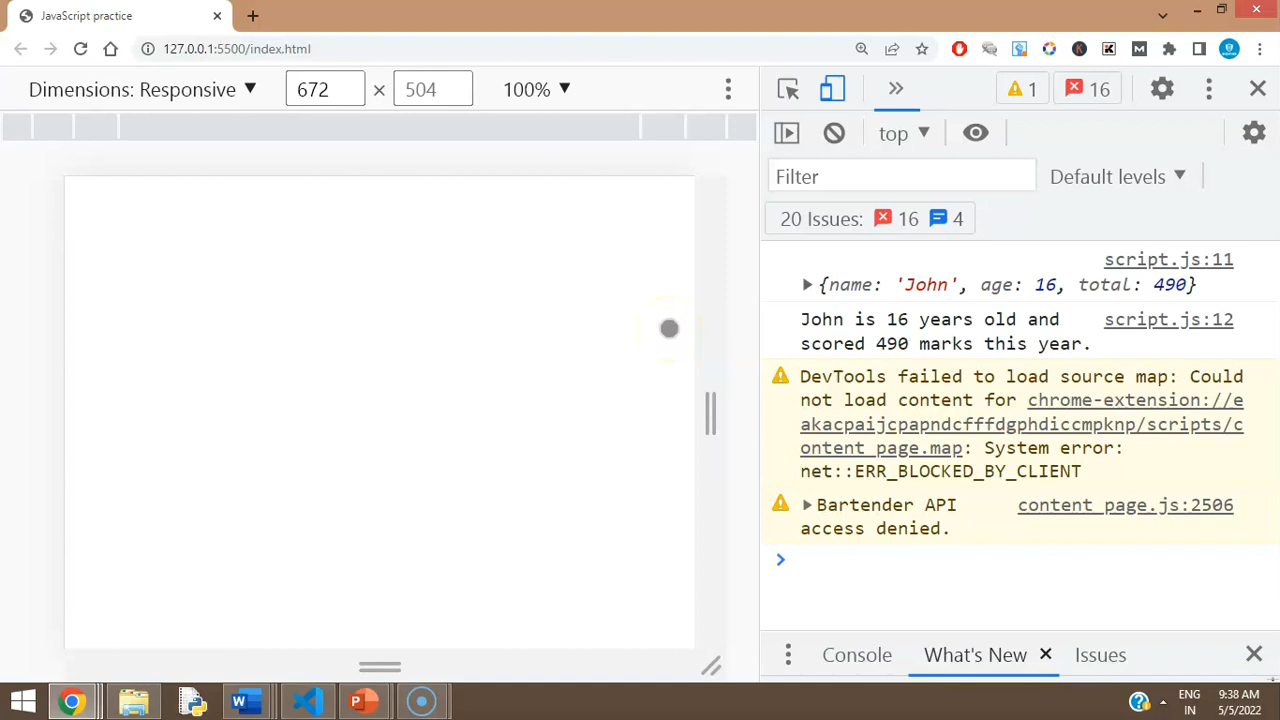 JavaScript practice
127.0.0.1:5500/index.html
Dimensions: Responsive 672 × 504 100%
1 16
top
Filter Default levels
20 Issues: 16 4
script.js:11
{name: 'John', age: 16, total: 490}
John is 16 years old and script.js:12
scored 490 marks this year.
DevTools failed to load source map: Could
not load content for chrome-extension://e
akacpaijcpapndcfffdgphdiccmpknp/scripts/c
ontent_page.map: System error:
net::ERR_BLOCKED_BY_CLIENT
Bartender API content_page.js:2506
access denied.
Console What's New Issues
ENG 9:38 AM
IN 5/5/2022